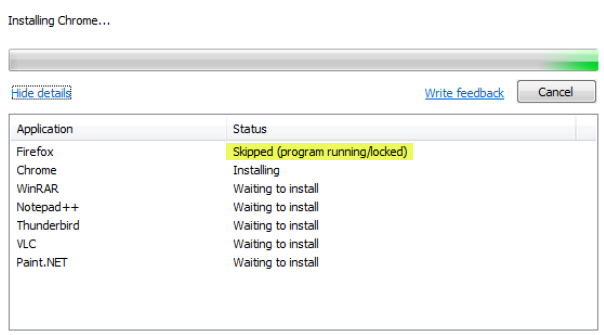 Installing Chrome...
Hide details Write feedback Cancel
Application Status
Firefox Skipped (program running/locked)
Chrome Installing
WinRAR Waiting to install
Notepad++ Waiting to install
Thunderbird Waiting to install
VLC Waiting to install
Paint.NET Waiting to install